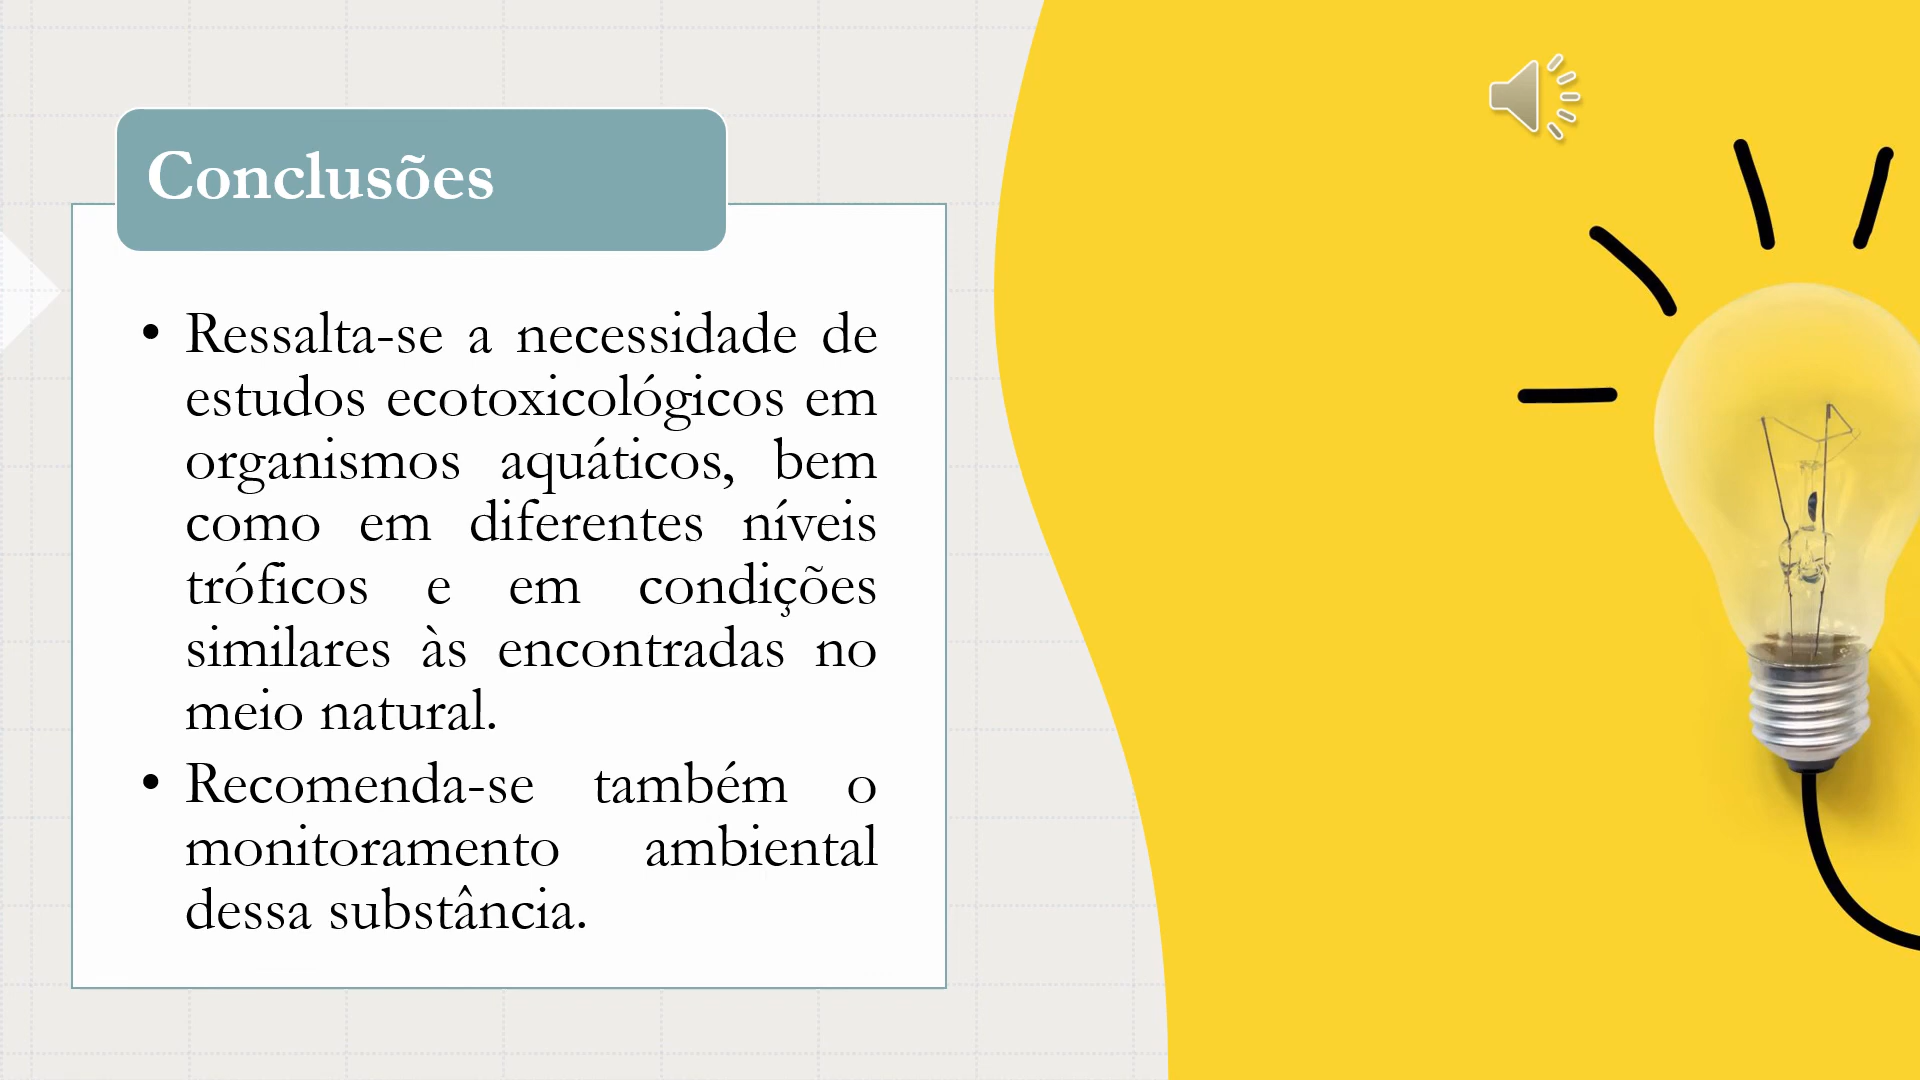 Conclusões
• Ressalta-se a necessidade de
estudos ecotoxicológicos em
organismos aquáticos, bem
como em diferentes níveis
tróficos e em condições
similares às encontradas no
meio natural.
• Recomenda-se também o
monitoramento ambiental
dessa substância.